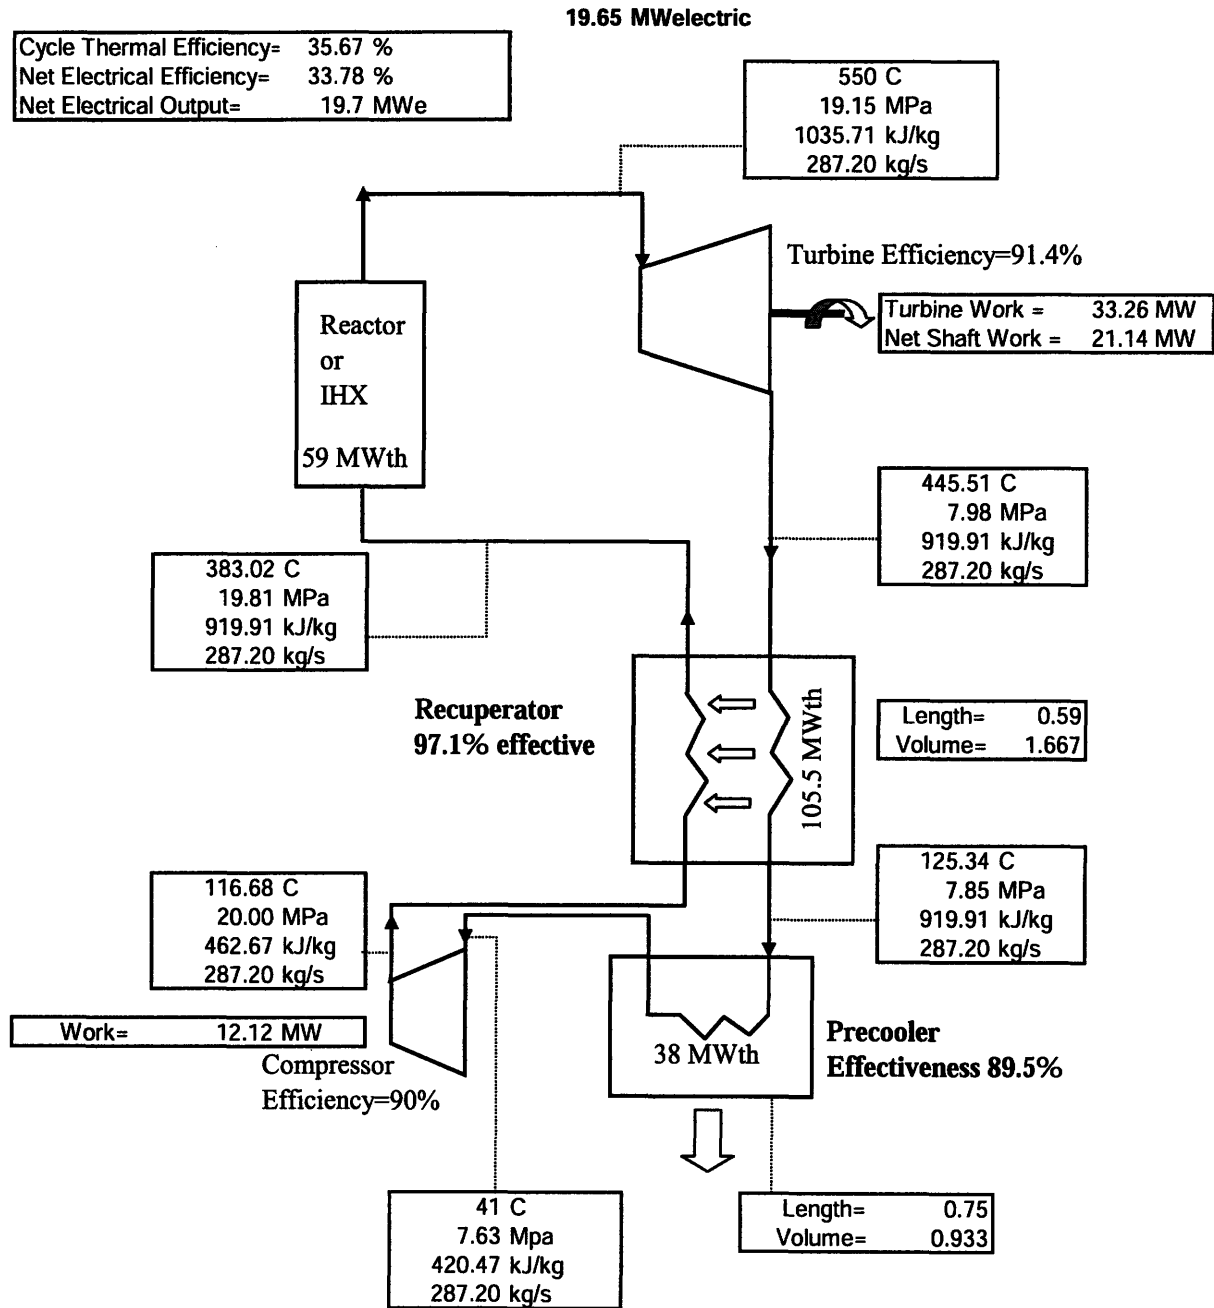 19.65 MWelectric
Cycle Thermal Efficiency= 35.67 %
Net Electrical Efficiency= 33.78 %
Net Electrical Output= 19.7 MWe
550 C
19.15 MPa
1035.71 kJ/kg
287.20 kg/s
Turbine Efficiency=91.4%
Turbine Work = 33.26 MW
Net Shaft Work = 21.14 MW
Reactor
or
IHX
59 MWth
445.51 C
7.98 MPa
919.91 kJ/kg
287.20 kg/s
383.02 C
19.81 MPa
919.91 kJ/kg
287.20 kg/s
Recuperator
97.1% effective
105.5 MWth
Length= 0.59
Volume= 1.667
125.34 C
7.85 MPa
919.91 kJ/kg
287.20 kg/s
116.68 C
20.00 MPa
462.67 kJ/kg
287.20 kg/s
Work= 12.12 MW
Compressor
Efficiency=90%
38 MWth
Precooler
Effectiveness 89.5%
41 C
7.63 Mpa
420.47 kJ/kg
287.20 kg/s
Length= 0.75
Volume= 0.933